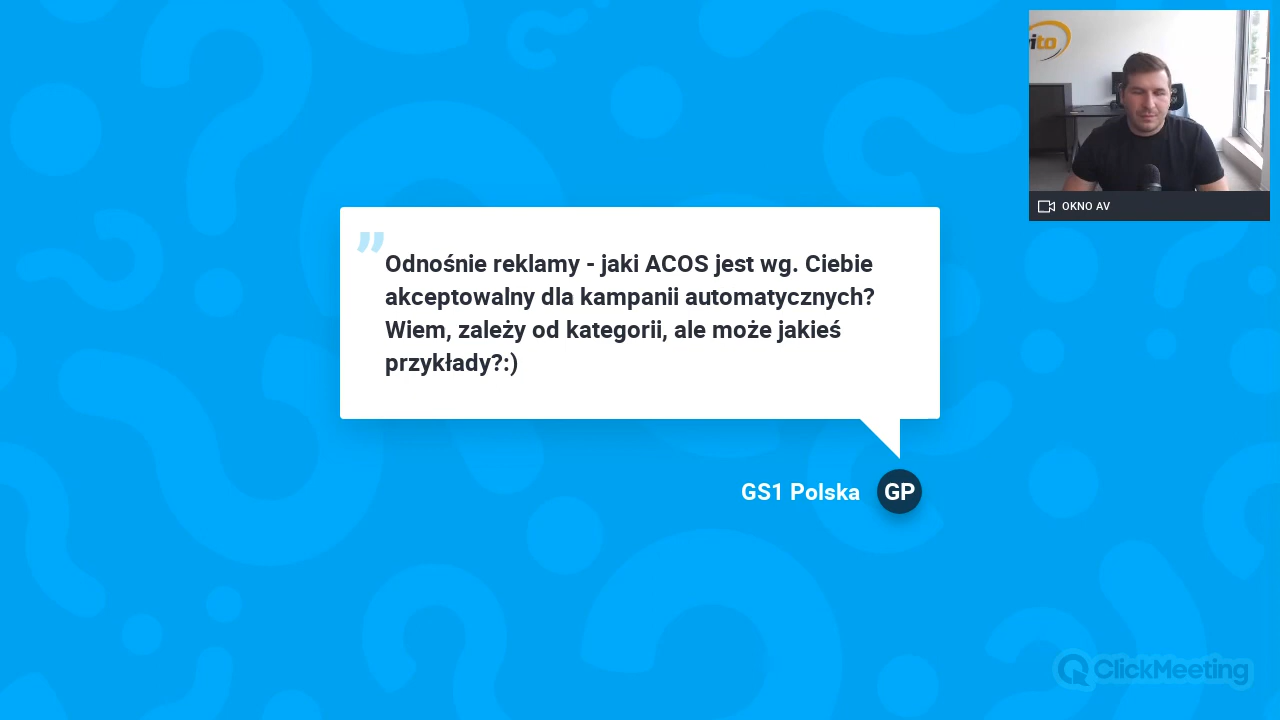 ito
OKNO AV
Odnośnie reklamy - jaki ACOS jest wg. Ciebie
akceptowalny dla kampanii automatycznych?
Wiem, zależy od kategorii, ale może jakieś
przykłady?:)
GS1 Polska GP
ClickMeeting